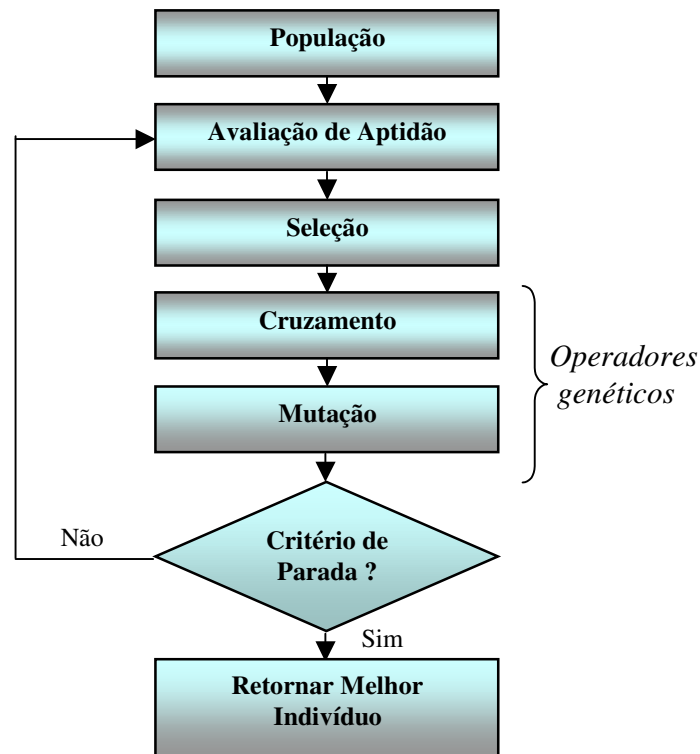 População
Avaliação de Aptidão
Seleção
Cruzamento
Operadores
genéticos
Mutação
Não
Critério de
Parada ?
Sim
Retornar Melhor
Indivíduo